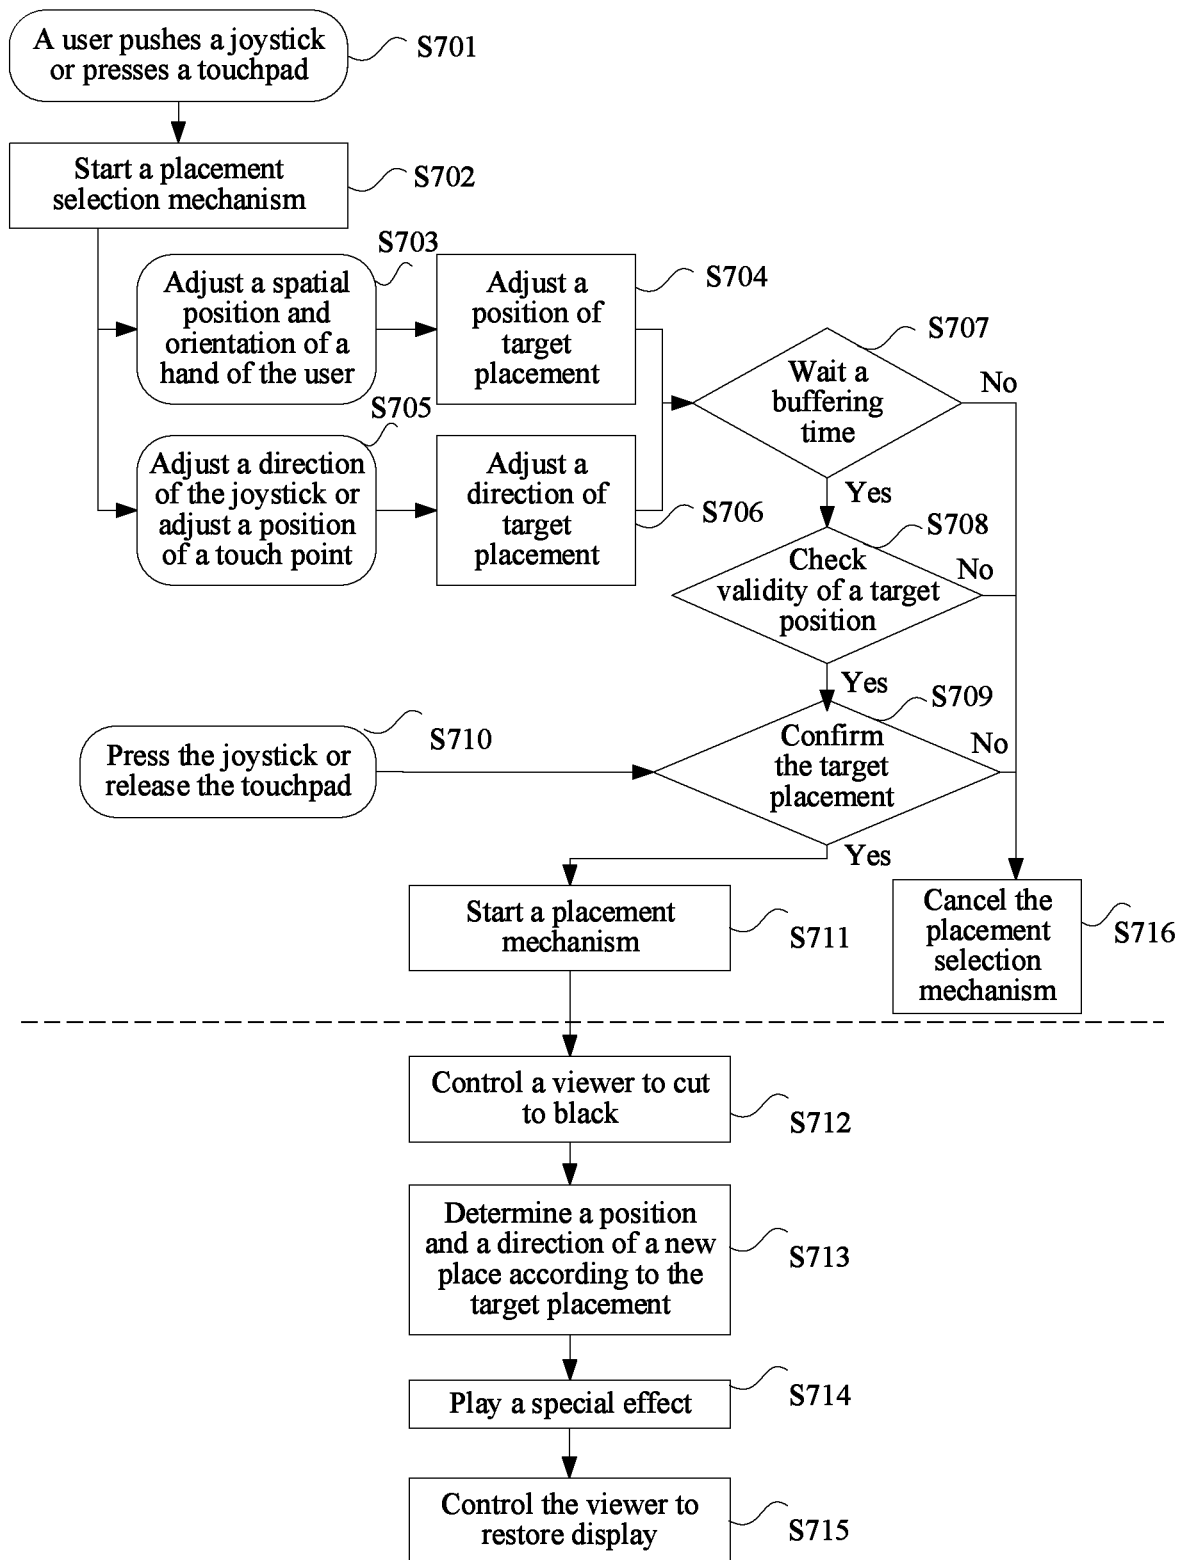 A user pushes a joystick
or presses a touchpad
S701
Start a placement
selection mechanism
S702
S703
Adjust a spatial
position and
orientation of a
hand of the user
Adjust a
position of
target
placement
S704
S705
Adjust a direction
of the joystick or
adjust a position
of a touch point
Adjust a
direction of
target
placement
S706
S707
Wait a
buffering
time
No
Yes
S708
Check
validity of a target
position
No
Yes
S709
Confirm
the target
placement
No
Yes
S710
Press the joystick or
release the touchpad
Start a placement
mechanism
S711
Cancel the
placement
selection
mechanism
S716
Control a viewer to cut
to black
S712
Determine a position
and a direction of a new
place according to the
target placement
S713
Play a special effect
S714
Control the viewer to
restore display
S715